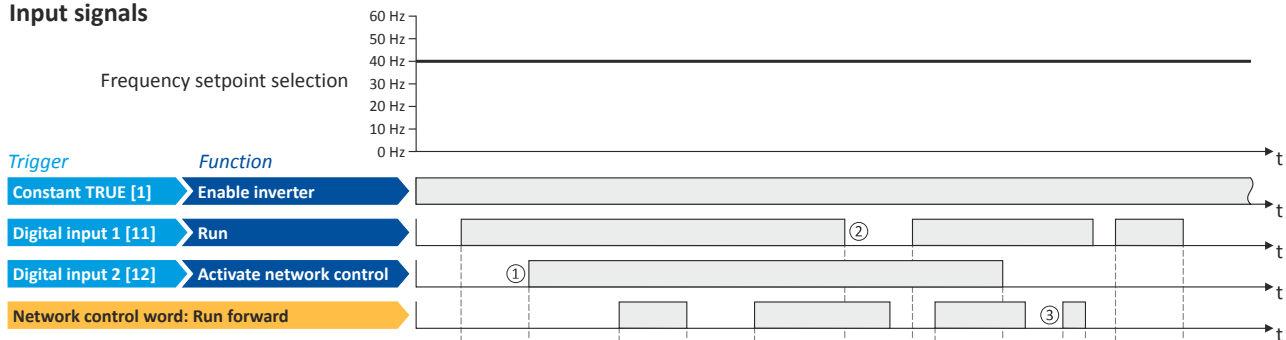 Input signals
60 Hz
50 Hz
40 Hz
Frequency setpoint selection
30 Hz
20 Hz
10 Hz
0 Hz
t
Trigger Function
Constant TRUE [1] Enable inverter
t
Digital input 1 [11] Run ②
t
Digital input 2 [12] Activate network control ①
t
Network control word: Run forward ③
t